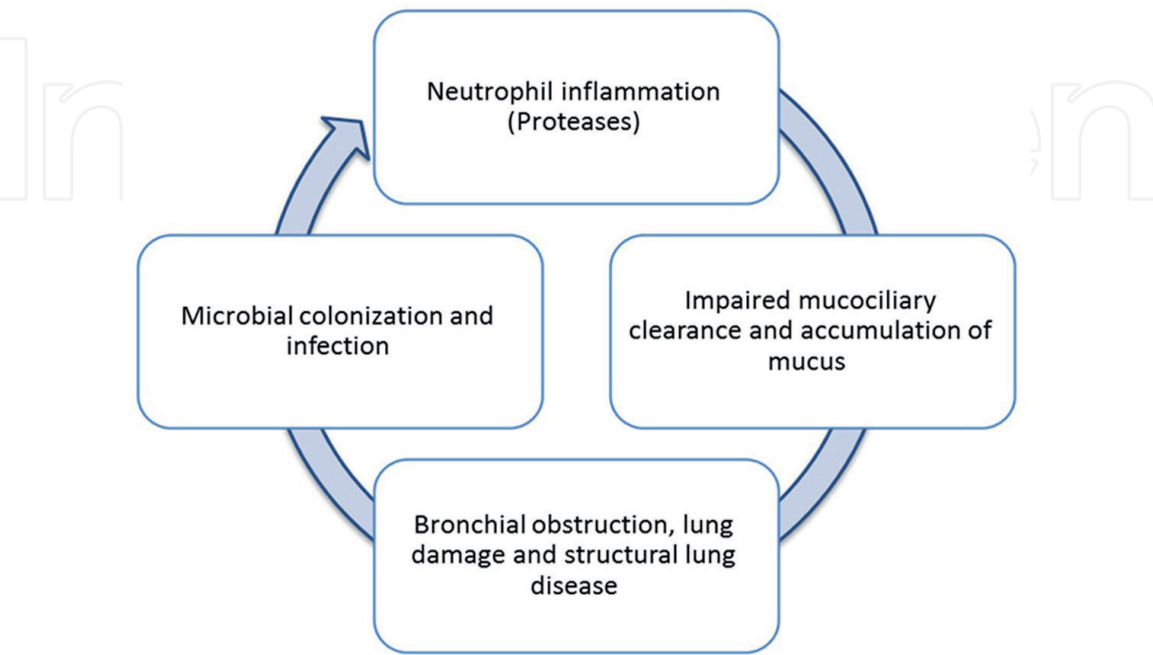 Neutrophil inflammation
(Proteases)
Impaired mucociliary
clearance and accumulation of
mucus
Bronchial obstruction, lung
damage and structural lung
disease
Microbial colonization and
infection